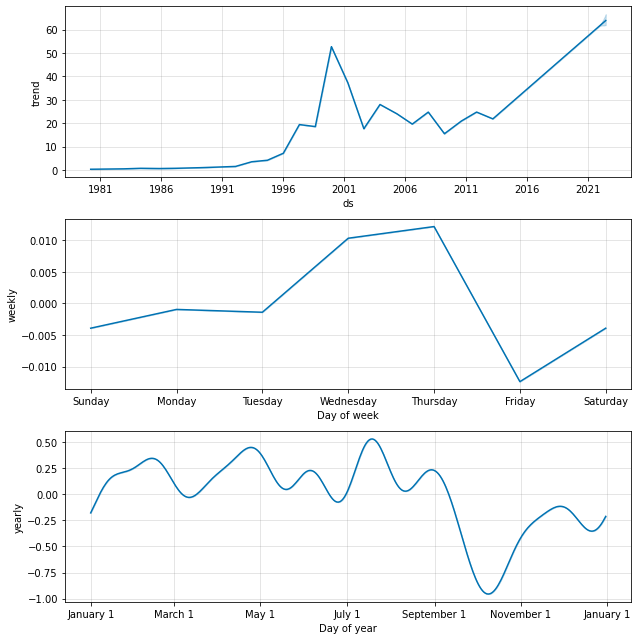 trend
60
50
40
30
20
10
0
1981 1986 1991 1996 2001 2006 2011 2016 2021
ds
weekly
0.010
0.005
0.000
−0.005
−0.010
Sunday Monday Tuesday Wednesday Thursday Friday Saturday
Day of week
yearly
0.50
0.25
0.00
−0.25
−0.50
−0.75
−1.00
January 1 March 1 May 1 July 1 September 1 November 1 January 1
Day of year